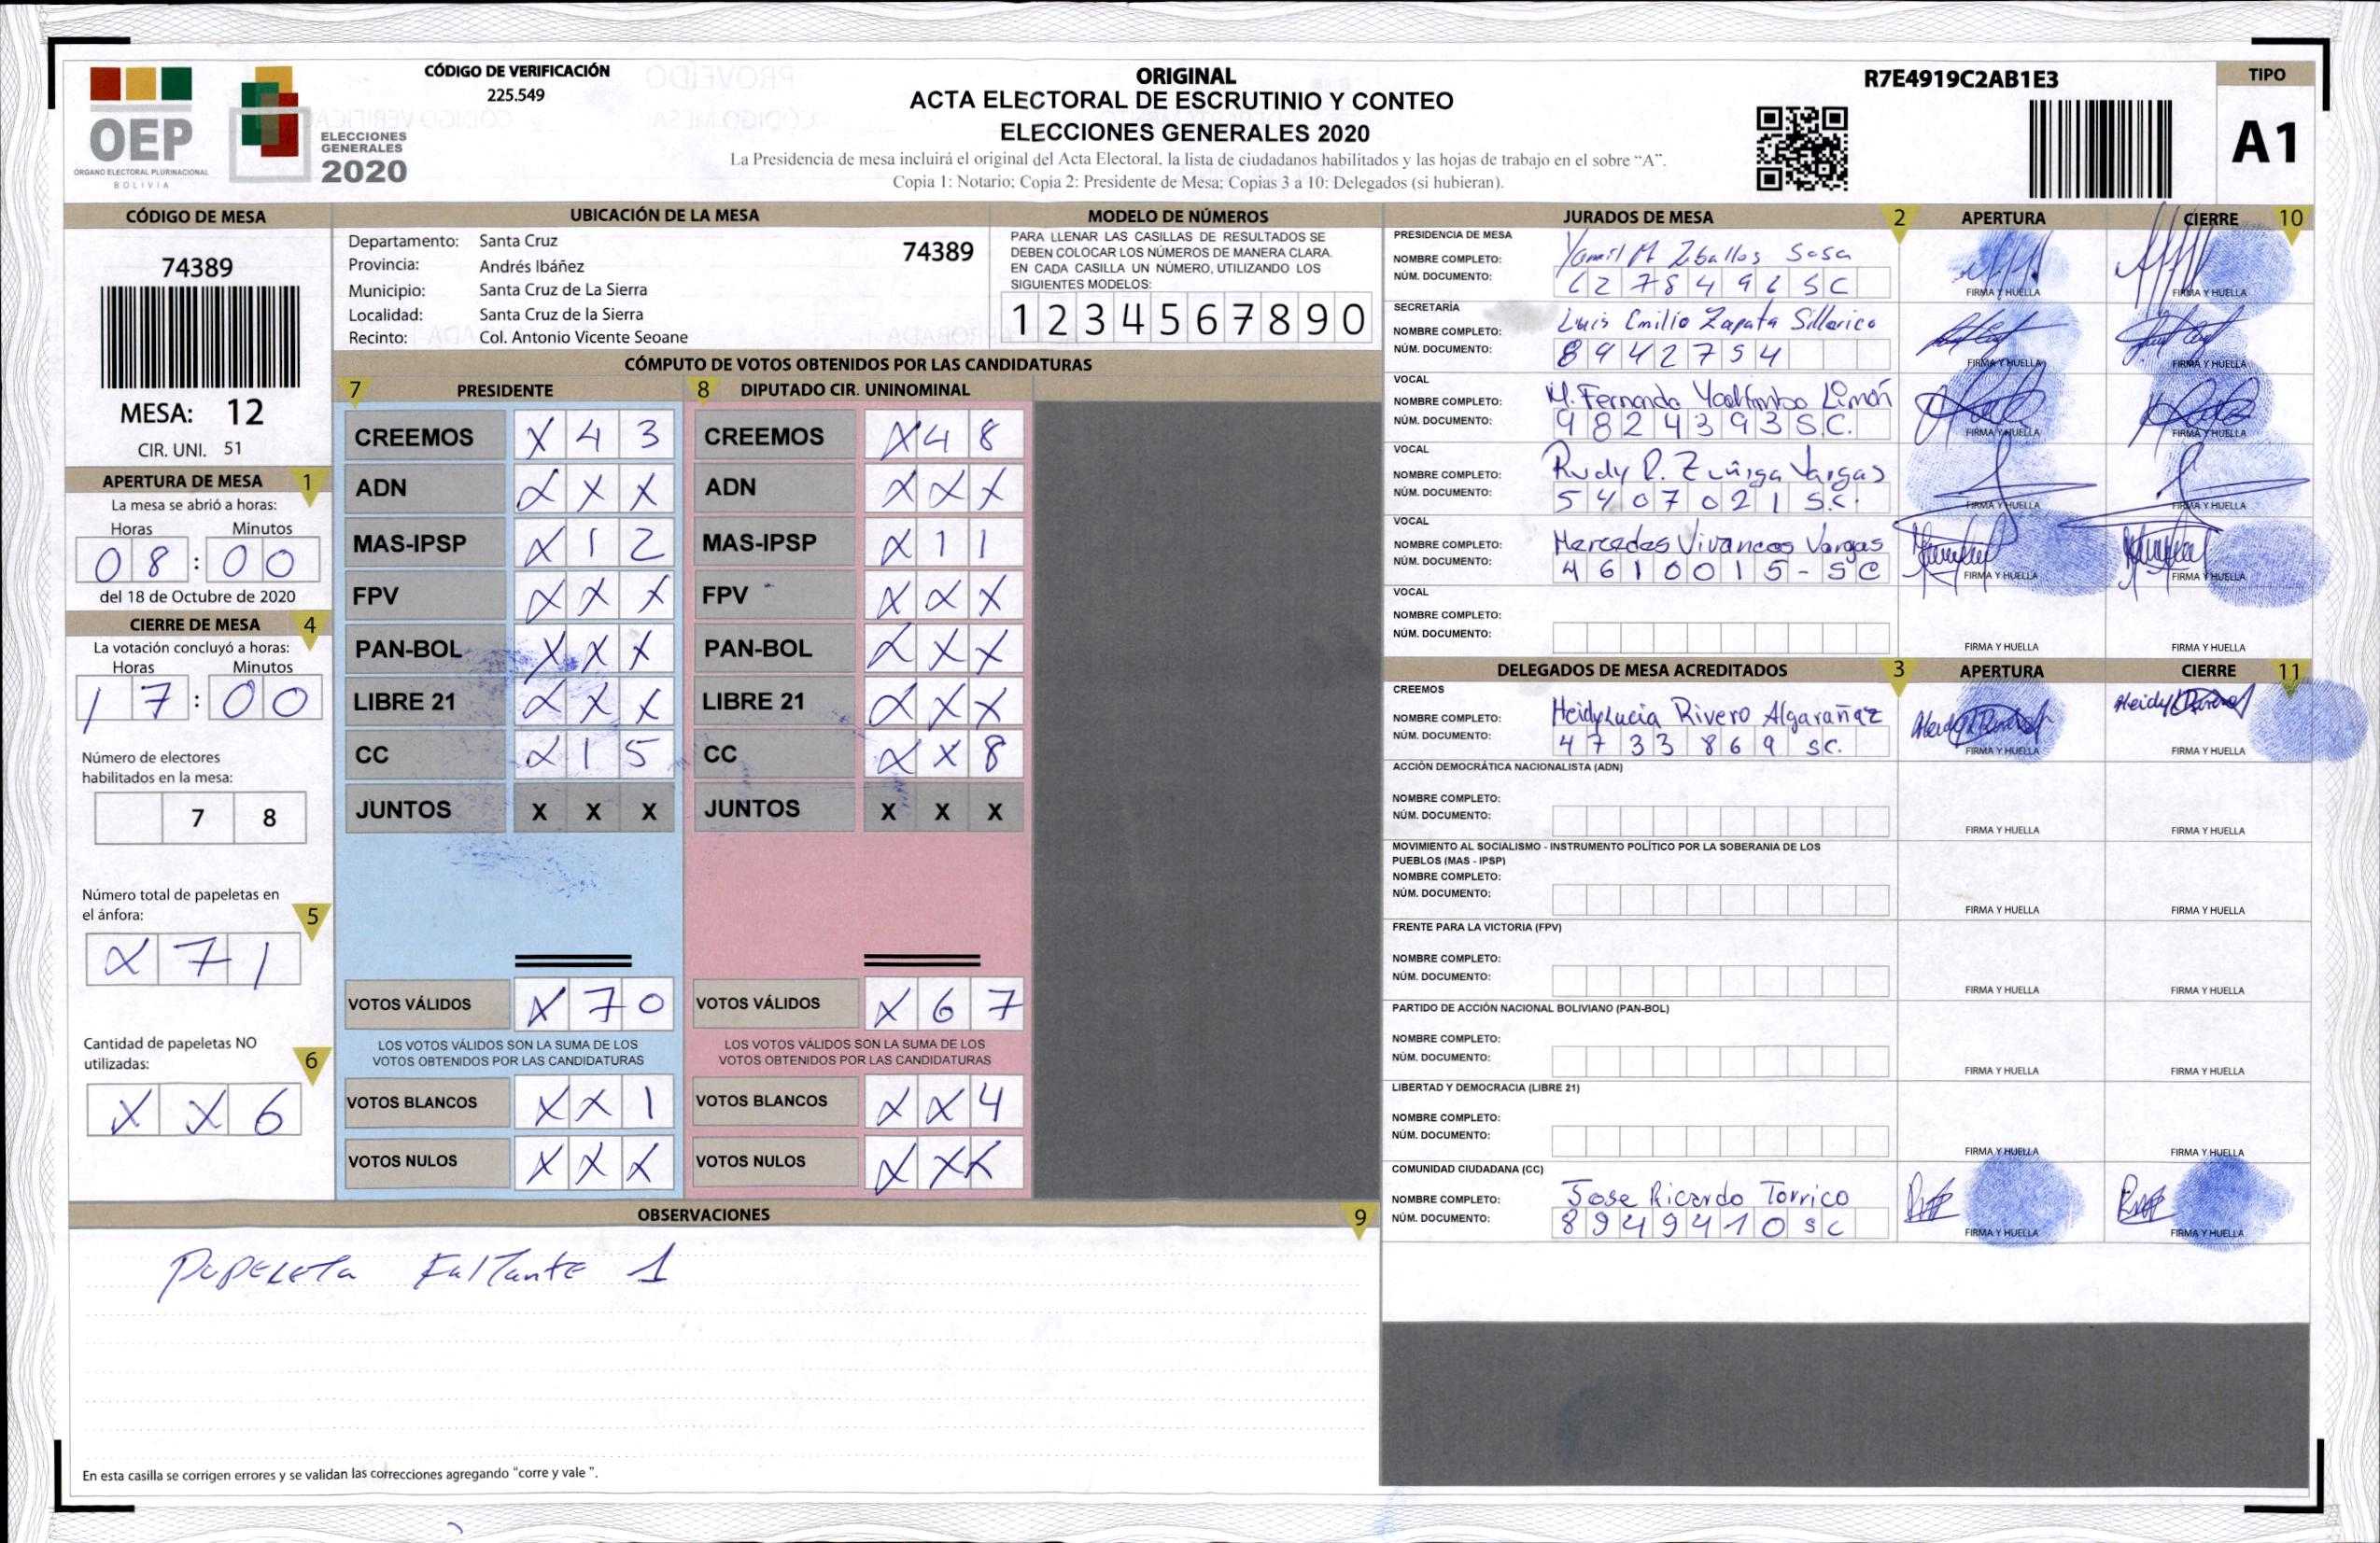 OEP
ÓRGANO ELECTORAL PLURINACIONAL
BOLIVIA
ELECCIONES
GENERALES
2020
CÓDIGO DE VERIFICACIÓN
225.549
ORIGINAL
ACTA ELECTORAL DE ESCRUTINIO Y CONTEO
ELECCIONES GENERALES 2020
La Presidencia de mesa incluirá el original del Acta Electoral, la lista de ciudadanos habilitados y las hojas de trabajo en el sobre “A”.
Copia 1: Notario; Copia 2: Presidente de Mesa; Copias 3 a 10: Delegados (si hubieran).
R7E4919C2AB1E3
TIPO
A1
CÓDIGO DE MESA
74389
MESA: 12
CIR. UNI. 51
APERTURA DE MESA 1
La mesa se abrió a horas:
Horas Minutos
08:00
del 18 de Octubre de 2020
CIERRE DE MESA 4
La votación concluyó a horas:
Horas Minutos
17:00
Número de electores
habilitados en la mesa:
7 8
Número total de papeletas en
el ánfora: 5
X 7 1
Cantidad de papeletas NO
utilizadas: 6
X X 6
UBICACIÓN DE LA MESA
Departamento: Santa Cruz 74389
Provincia: Andrés Ibáñez
Municipio: Santa Cruz de La Sierra
Localidad: Santa Cruz de la Sierra
Recinto: Col. Antonio Vicente Seoane
MODELO DE NÚMEROS
PARA LLENAR LAS CASILLAS DE RESULTADOS SE
DEBEN COLOCAR LOS NÚMEROS DE MANERA CLARA.
EN CADA CASILLA UN NÚMERO, UTILIZANDO LOS
SIGUIENTES MODELOS:
1 2 3 4 5 6 7 8 9 0
CÓMPUTO DE VOTOS OBTENIDOS POR LAS CANDIDATURAS
7 PRESIDENTE
CREEMOS X 4 3
ADN X X X
MAS-IPSP X 1 2
FPV X X X
PAN-BOL X X X
LIBRE 21 X X X
CC X 1 5
JUNTOS X X X
VOTOS VÁLIDOS X 7 0
LOS VOTOS VÁLIDOS SON LA SUMA DE LOS
VOTOS OBTENIDOS POR LAS CANDIDATURAS
VOTOS BLANCOS X X 1
VOTOS NULOS X X X
8 DIPUTADO CIR. UNINOMINAL
CREEMOS X 4 8
ADN X X X
MAS-IPSP X 1 1
FPV X X X
PAN-BOL X X X
LIBRE 21 X X X
CC X X 8
JUNTOS X X X
VOTOS VÁLIDOS X 6 7
LOS VOTOS VÁLIDOS SON LA SUMA DE LOS
VOTOS OBTENIDOS POR LAS CANDIDATURAS
VOTOS BLANCOS X X 4
VOTOS NULOS X X X
OBSERVACIONES 9
Papeleta Faltante 1
En esta casilla se corrigen errores y se validan las correcciones agregando “corre y vale”.
JURADOS DE MESA 2 APERTURA CIERRE 10
PRESIDENCIA DE MESA
NOMBRE COMPLETO: Yamil M Zballos Sosa
NÚM. DOCUMENTO:
FIRMA Y HUELLA FIRMA Y HUELLA
SECRETARÍA
NOMBRE COMPLETO: Luis Emilio Zapata Sillerico
NÚM. DOCUMENTO: 8942754
FIRMA Y HUELLA FIRMA Y HUELLA
VOCAL
NOMBRE COMPLETO: M. Fernanda Limón
NÚM. DOCUMENTO: 9824393S.C.
FIRMA Y HUELLA FIRMA Y HUELLA
VOCAL
NOMBRE COMPLETO: Rudy R. Zuñiga Vargas
NÚM. DOCUMENTO: 5407021 S.C.
FIRMA Y HUELLA FIRMA Y HUELLA
VOCAL
NOMBRE COMPLETO: Mercedes Vivancos Vargas
NÚM. DOCUMENTO: 4610015-SC
FIRMA Y HUELLA FIRMA Y HUELLA
VOCAL
NOMBRE COMPLETO:
NÚM. DOCUMENTO:
FIRMA Y HUELLA FIRMA Y HUELLA
DELEGADOS DE MESA ACREDITADOS 3 APERTURA CIERRE 11
CREEMOS
NOMBRE COMPLETO: Heidy Lucia Rivero Algarañaz
NÚM. DOCUMENTO: 4733869 SC.
FIRMA Y HUELLA FIRMA Y HUELLA
ACCIÓN DEMOCRÁTICA NACIONALISTA (ADN)
NOMBRE COMPLETO:
NÚM. DOCUMENTO:
FIRMA Y HUELLA FIRMA Y HUELLA
MOVIMIENTO AL SOCIALISMO - INSTRUMENTO POLÍTICO POR LA SOBERANIA DE LOS
PUEBLOS (MAS - IPSP)
NOMBRE COMPLETO:
NÚM. DOCUMENTO:
FIRMA Y HUELLA FIRMA Y HUELLA
FRENTE PARA LA VICTORIA (FPV)
NOMBRE COMPLETO:
NÚM. DOCUMENTO:
FIRMA Y HUELLA FIRMA Y HUELLA
PARTIDO DE ACCIÓN NACIONAL BOLIVIANO (PAN-BOL)
NOMBRE COMPLETO:
NÚM. DOCUMENTO:
FIRMA Y HUELLA FIRMA Y HUELLA
LIBERTAD Y DEMOCRACIA (LIBRE 21)
NOMBRE COMPLETO:
NÚM. DOCUMENTO:
FIRMA Y HUELLA FIRMA Y HUELLA
COMUNIDAD CIUDADANA (CC)
NOMBRE COMPLETO: Jose Ricardo Torrico
NÚM. DOCUMENTO: 8949410 SC
FIRMA Y HUELLA FIRMA Y HUELLA